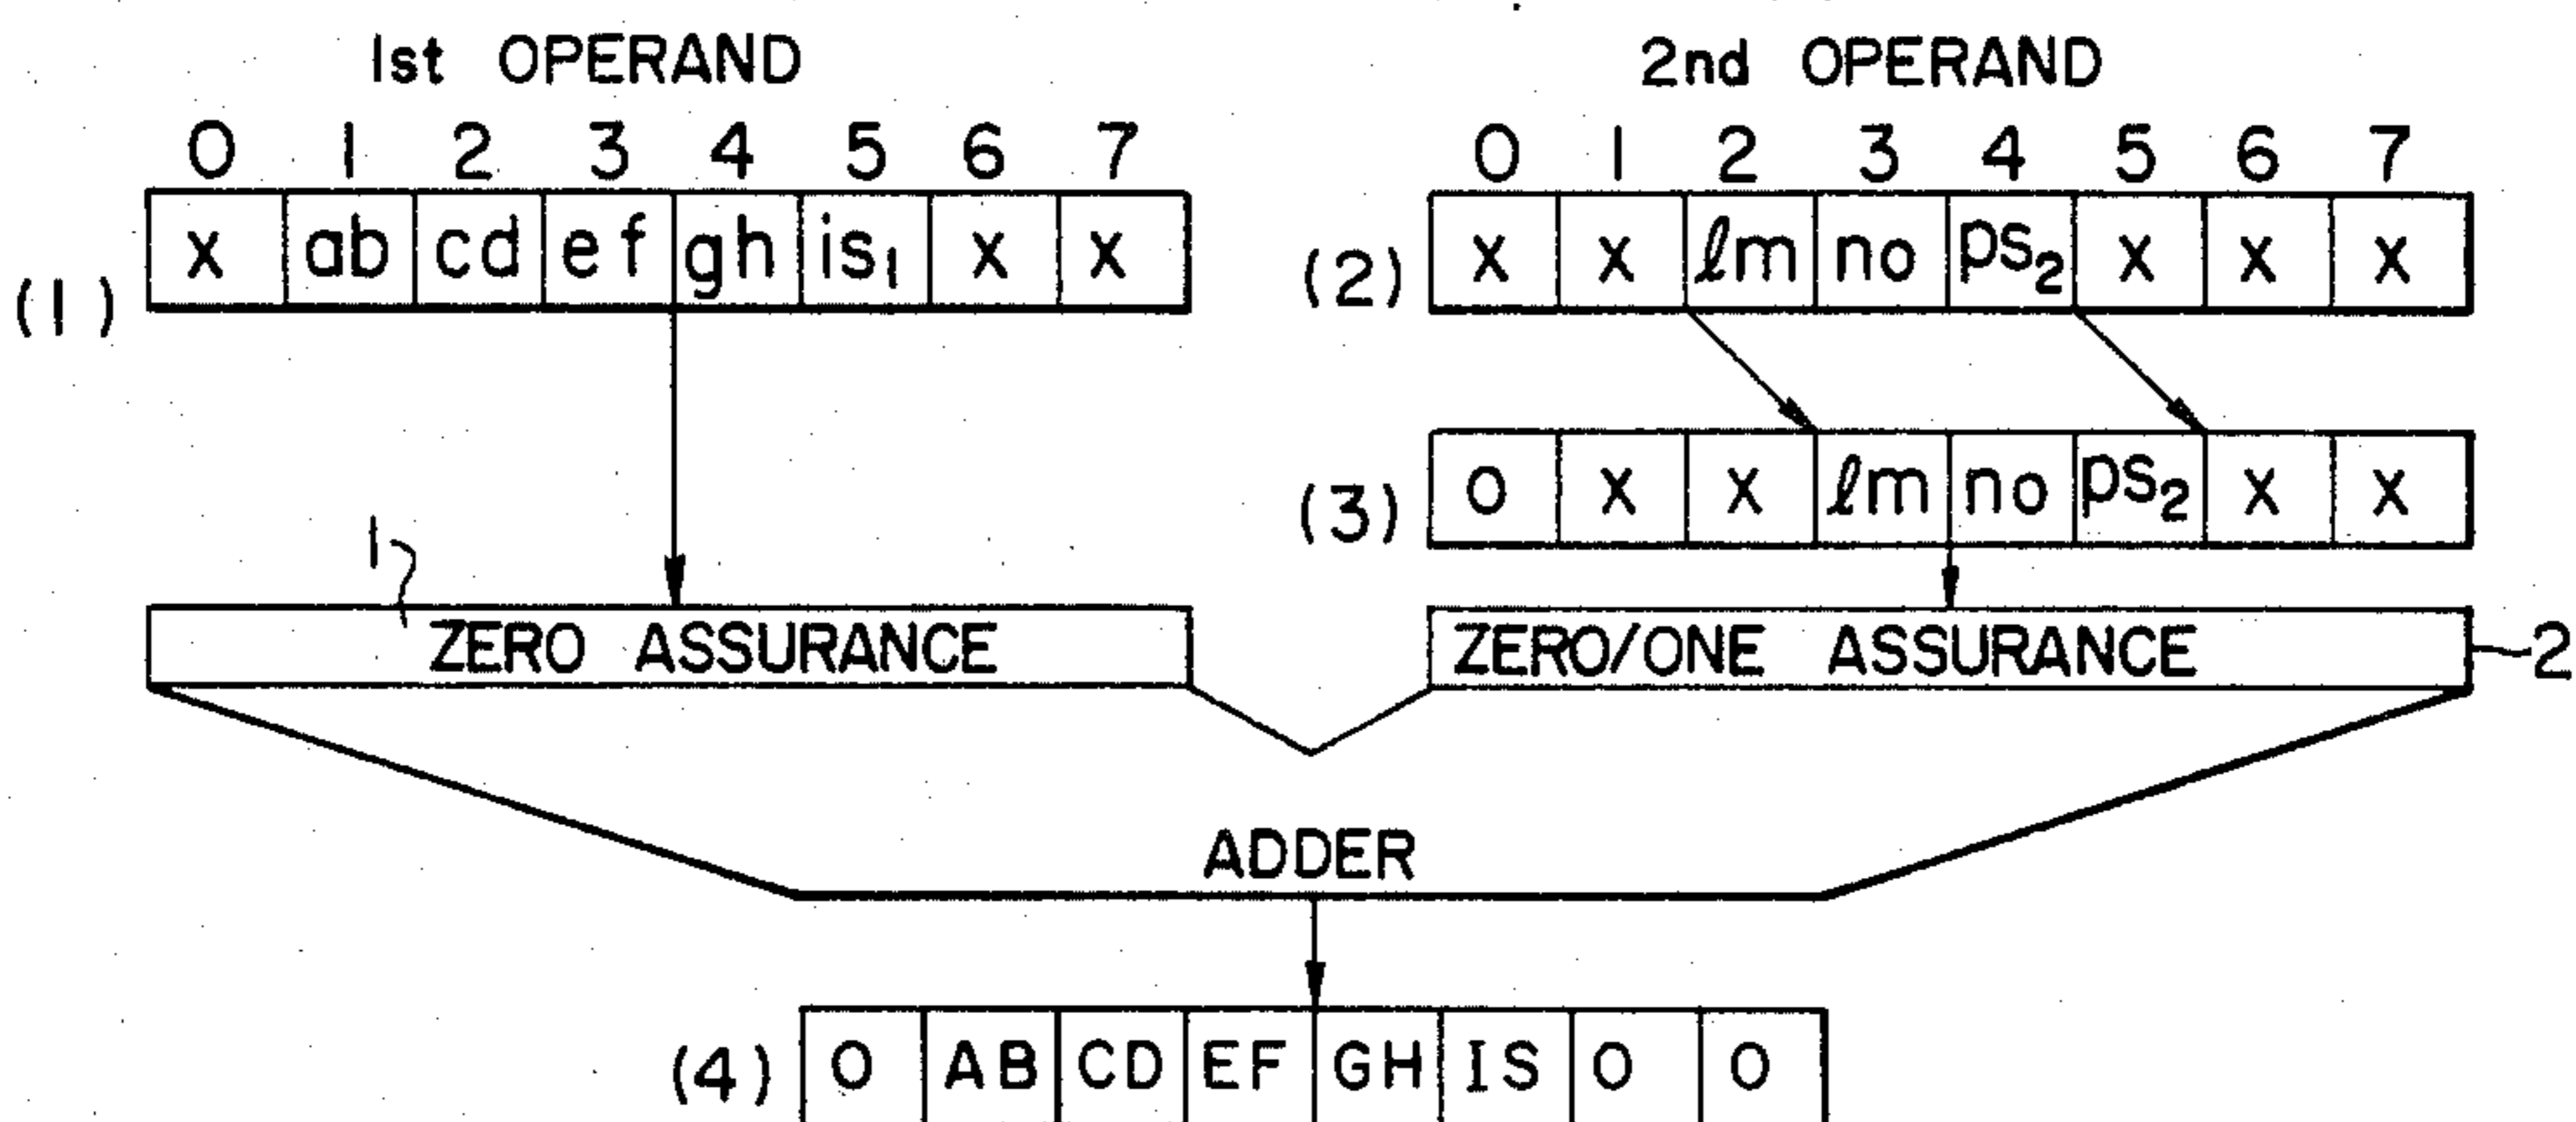 1st OPERAND 2nd OPERAND
0 1 2 3 4 5 6 7 0 1 2 3 4 5 6 7
(1) x ab cd ef gh is₁ x x (2) x x ℓm no ps₂ x x x
(3) 0 x x ℓm no ps₂ x x
1
ZERO ASSURANCE ZERO/ONE ASSURANCE 2
ADDER
(4) 0 AB CD EF GH IS 0 0